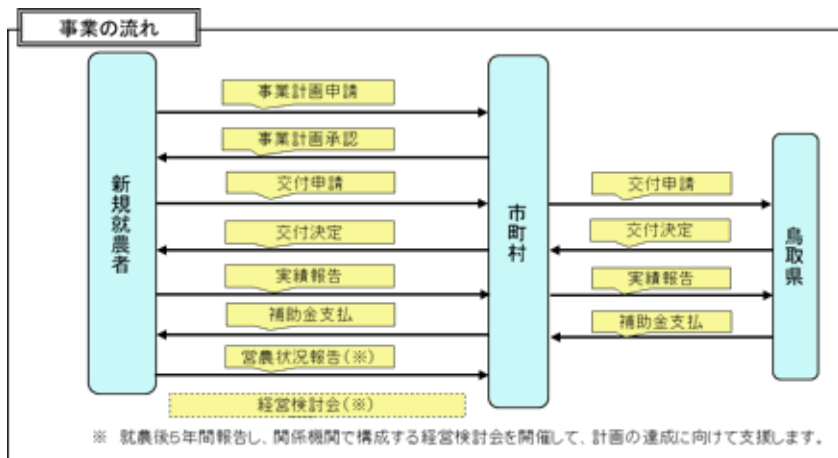 事業の流れ
新規就農者
市町村
鳥取県
事業計画申請
事業計画承認
交付申請
交付申請
交付決定
交付決定
実績報告
実績報告
補助金支払
補助金支払
営農状況報告(※)
経営検討会(※)
※ 就農後5年間報告し、関係機関で構成する経営検討会を開催して、計画の達成に向けて支援します。